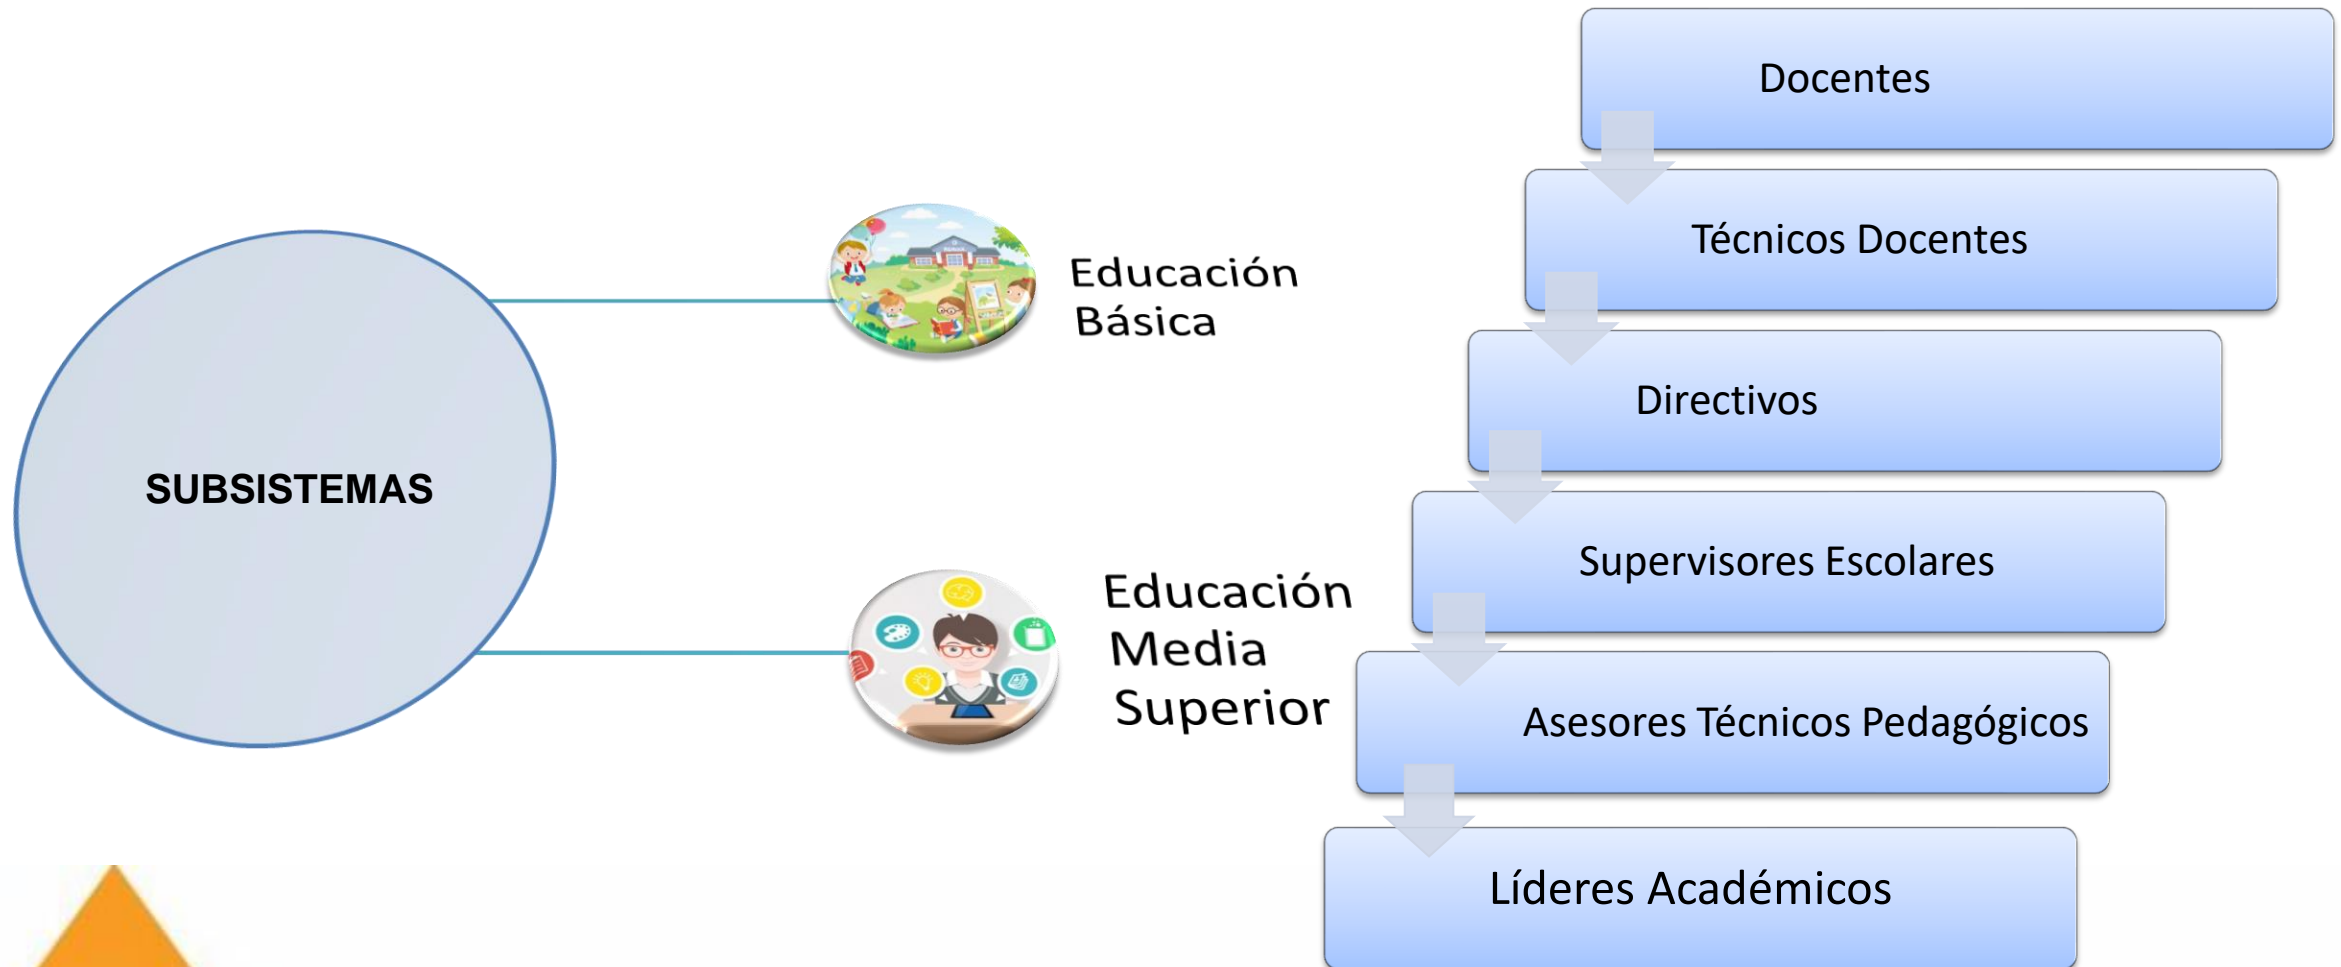 SUBSISTEMAS
Educación
Básica
Educación
Media
Superior
Docentes
Técnicos Docentes
Directivos
Supervisores Escolares
Asesores Técnicos Pedagógicos
Líderes Académicos